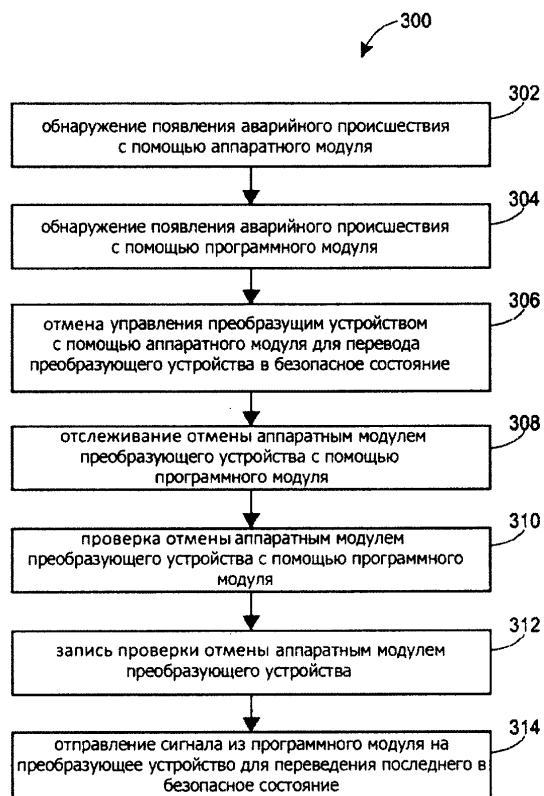 300
302
обнаружение появления аварийного происшествия
с помощью аппаратного модуля
304
обнаружение появления аварийного происшествия
с помощью программного модуля
306
отмена управления преобразущим устройством
с помощью аппаратного модуля для перевода
преобразующего устройства в безопасное состояние
308
отслеживание отмены аппаратным модулем
преобразующего устройства с помощью
программного модуля
310
проверка отмены аппаратным модулем
преобразующего устройства с помощью программного
модуля
312
запись проверки отмены аппаратным модулем
преобразующего устройства
314
отправление сигнала из программного модуля на
преобразующее устройство для переведения последнего в
безопасное состояние